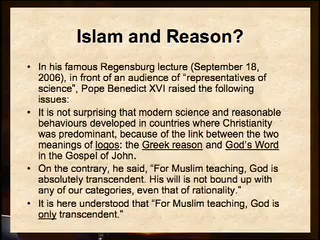 Islam and Reason?
• In his famous Regensburg lecture (September 18,
2006), in front of an audience of “representatives of
science”, Pope Benedict XVI raised the following
issues:
• It is not surprising that modern science and reasonable
behaviours developed in countries where Christianity
was predominant, because of the link between the two
meanings of logos: the Greek reason and God’s Word
in the Gospel of John.
• On the contrary, he said, “For Muslim teaching, God is
absolutely transcendent. His will is not bound up with
any of our categories, even that of rationality.”
• It is here understood that “For Muslim teaching, God is
only transcendent.”